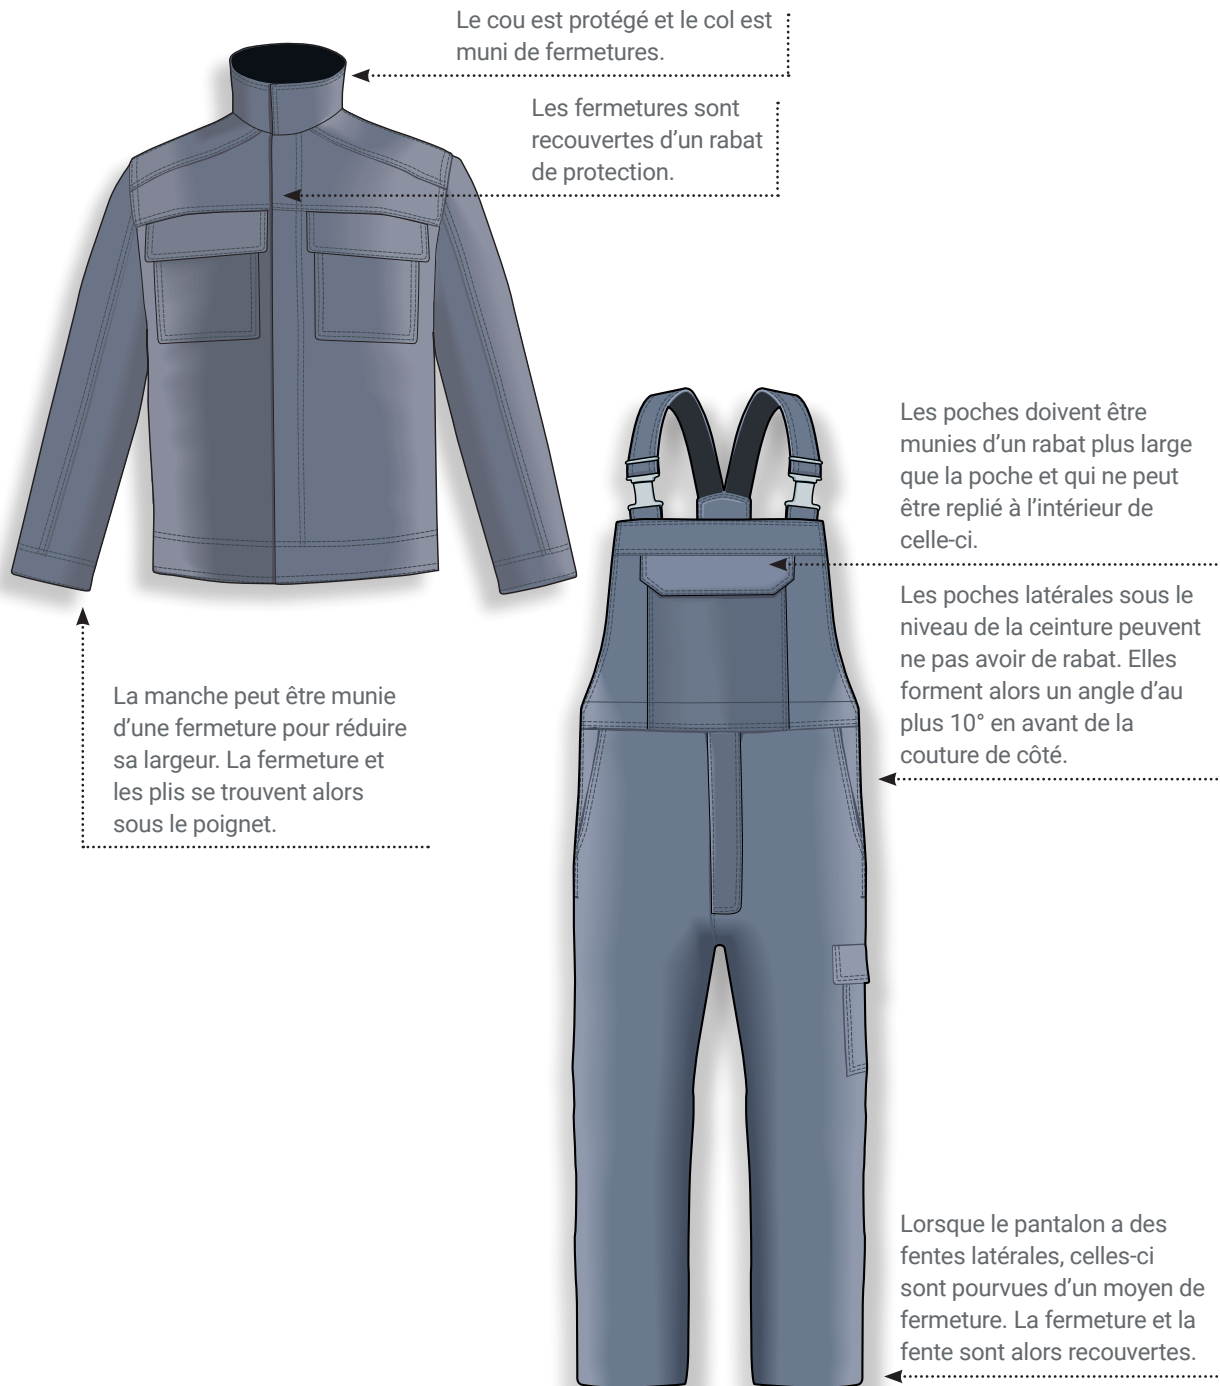 Le cou est protégé et le col est
muni de fermetures.
Les fermetures sont
recouvertes d’un rabat
de protection.
Les poches doivent être
munies d’un rabat plus large
que la poche et qui ne peut
être replié à l’intérieur de
celle-ci.
Les poches latérales sous le
niveau de la ceinture peuvent
ne pas avoir de rabat. Elles
forment alors un angle d’au
plus 10° en avant de la
couture de côté.
La manche peut être munie
d’une fermeture pour réduire
sa largeur. La fermeture et
les plis se trouvent alors
sous le poignet.
Lorsque le pantalon a des
fentes latérales, celles-ci
sont pourvues d’un moyen de
fermeture. La fermeture et la
fente sont alors recouvertes.